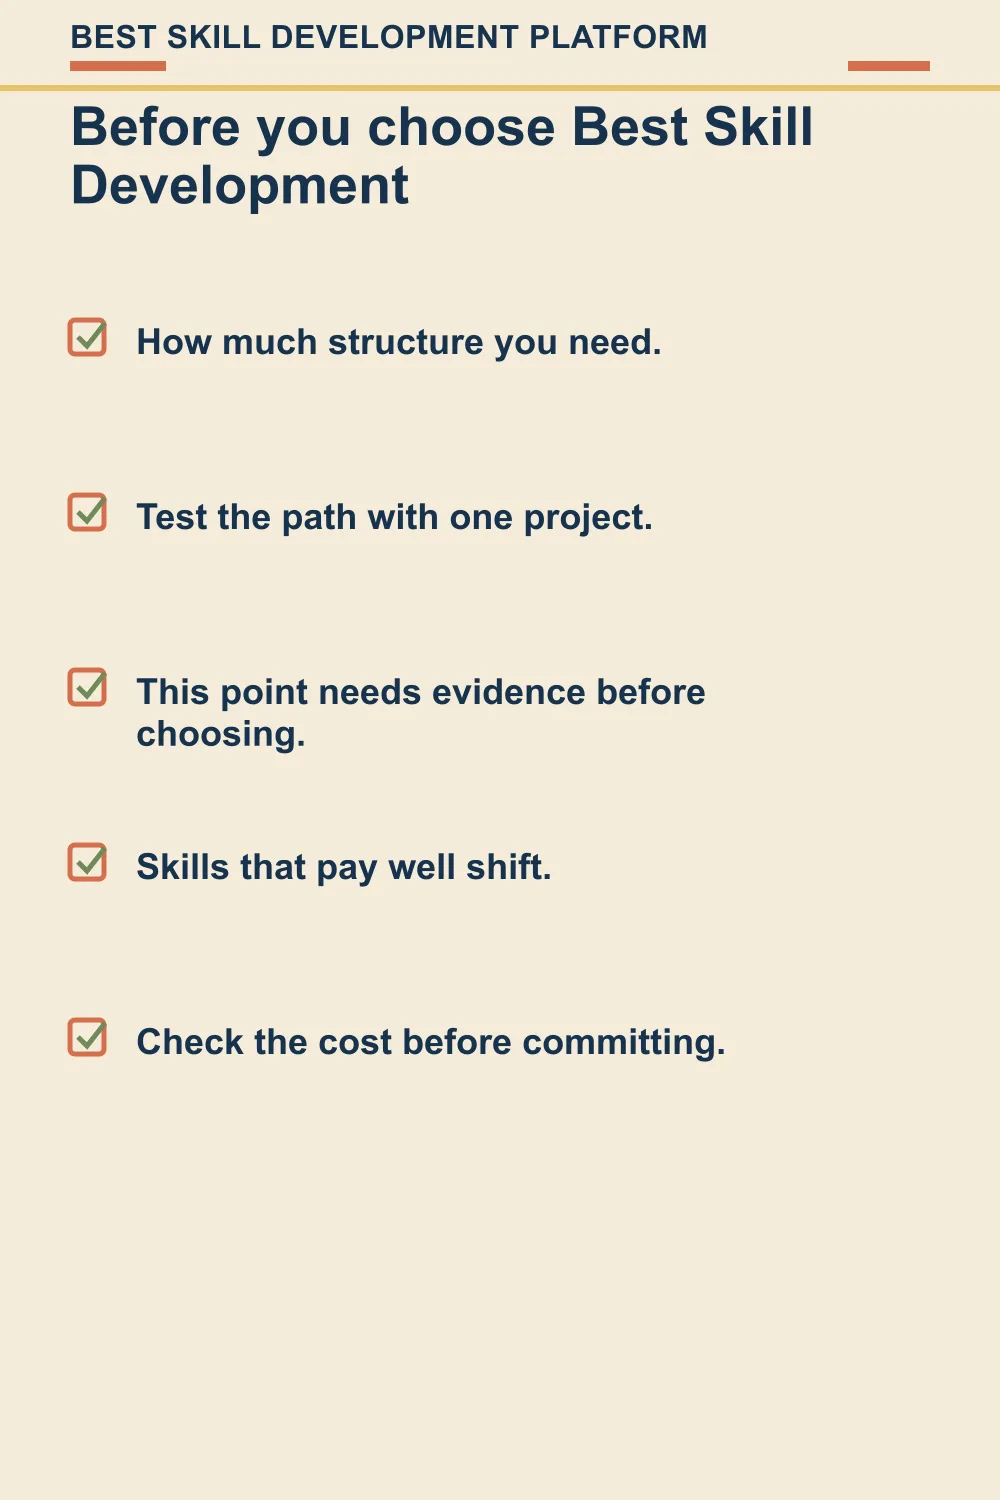 BEST SKILL DEVELOPMENT PLATFORM
Before you choose Best Skill
Development
How much structure you need.
Test the path with one project.
This point needs evidence before
choosing.
Skills that pay well shift.
Check the cost before committing.